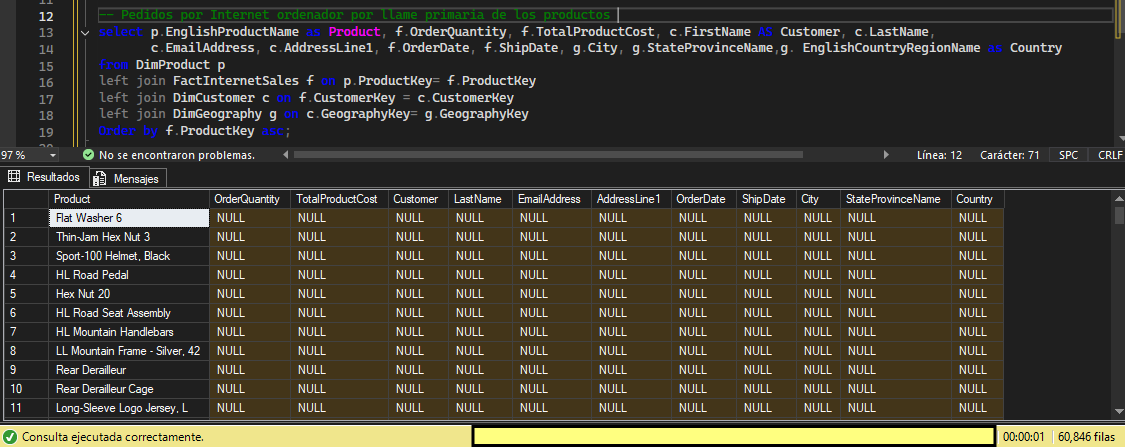 12 -- Pedidos por Internet ordenador por llame primaria de los productos
13 select p.EnglishProductName as Product, f.OrderQuantity, f.TotalProductCost, c.FirstName AS Customer, c.LastName,
14 c.EmailAddress, c.AddressLine1, f.OrderDate, f.ShipDate, g.City, g.StateProvinceName,g. EnglishCountryRegionName as Country
15 from DimProduct p
16 left join FactInternetSales f on p.ProductKey= f.ProductKey
17 left join DimCustomer c on f.CustomerKey = c.CustomerKey
18 left join DimGeography g on c.GeographyKey= g.GeographyKey
19 Order by f.ProductKey asc;
97 % No se encontraron problemas. Línea: 12 Carácter: 71 SPC CRLF
Resultados Mensajes
Product OrderQuantity TotalProductCost Customer LastName EmailAddress AddressLine1 OrderDate ShipDate City StateProvinceName Country
1 Flat Washer 6 NULL NULL NULL NULL NULL NULL NULL NULL NULL NULL NULL
2 Thin-Jam Hex Nut 3 NULL NULL NULL NULL NULL NULL NULL NULL NULL NULL NULL
3 Sport-100 Helmet, Black NULL NULL NULL NULL NULL NULL NULL NULL NULL NULL NULL
4 HL Road Pedal NULL NULL NULL NULL NULL NULL NULL NULL NULL NULL NULL
5 Hex Nut 20 NULL NULL NULL NULL NULL NULL NULL NULL NULL NULL NULL
6 HL Road Seat Assembly NULL NULL NULL NULL NULL NULL NULL NULL NULL NULL NULL
7 HL Mountain Handlebars NULL NULL NULL NULL NULL NULL NULL NULL NULL NULL NULL
8 LL Mountain Frame - Silver, 42 NULL NULL NULL NULL NULL NULL NULL NULL NULL NULL NULL
9 Rear Derailleur NULL NULL NULL NULL NULL NULL NULL NULL NULL NULL NULL
10 Rear Derailleur Cage NULL NULL NULL NULL NULL NULL NULL NULL NULL NULL NULL
11 Long-Sleeve Logo Jersey, L NULL NULL NULL NULL NULL NULL NULL NULL NULL NULL NULL
Consulta ejecutada correctamente. 00:00:01 60,846 filas